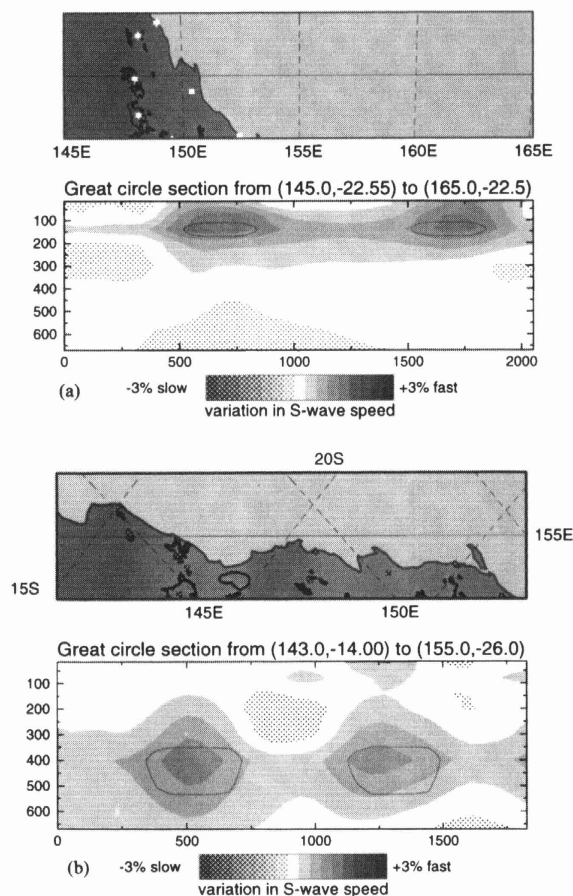 145E 150E 155E 160E 165E
Great circle section from (145.0,-22.55) to (165.0,-22.5)
100
200
300
400
500
600
0 500 1000 1500 2000
(a) -3% slow +3% fast
variation in S-wave speed
20S
155E
15S
145E 150E
Great circle section from (143.0,-14.00) to (155.0,-26.0)
100
200
300
400
500
600
0 500 1000 1500
(b) -3% slow +3% fast
variation in S-wave speed